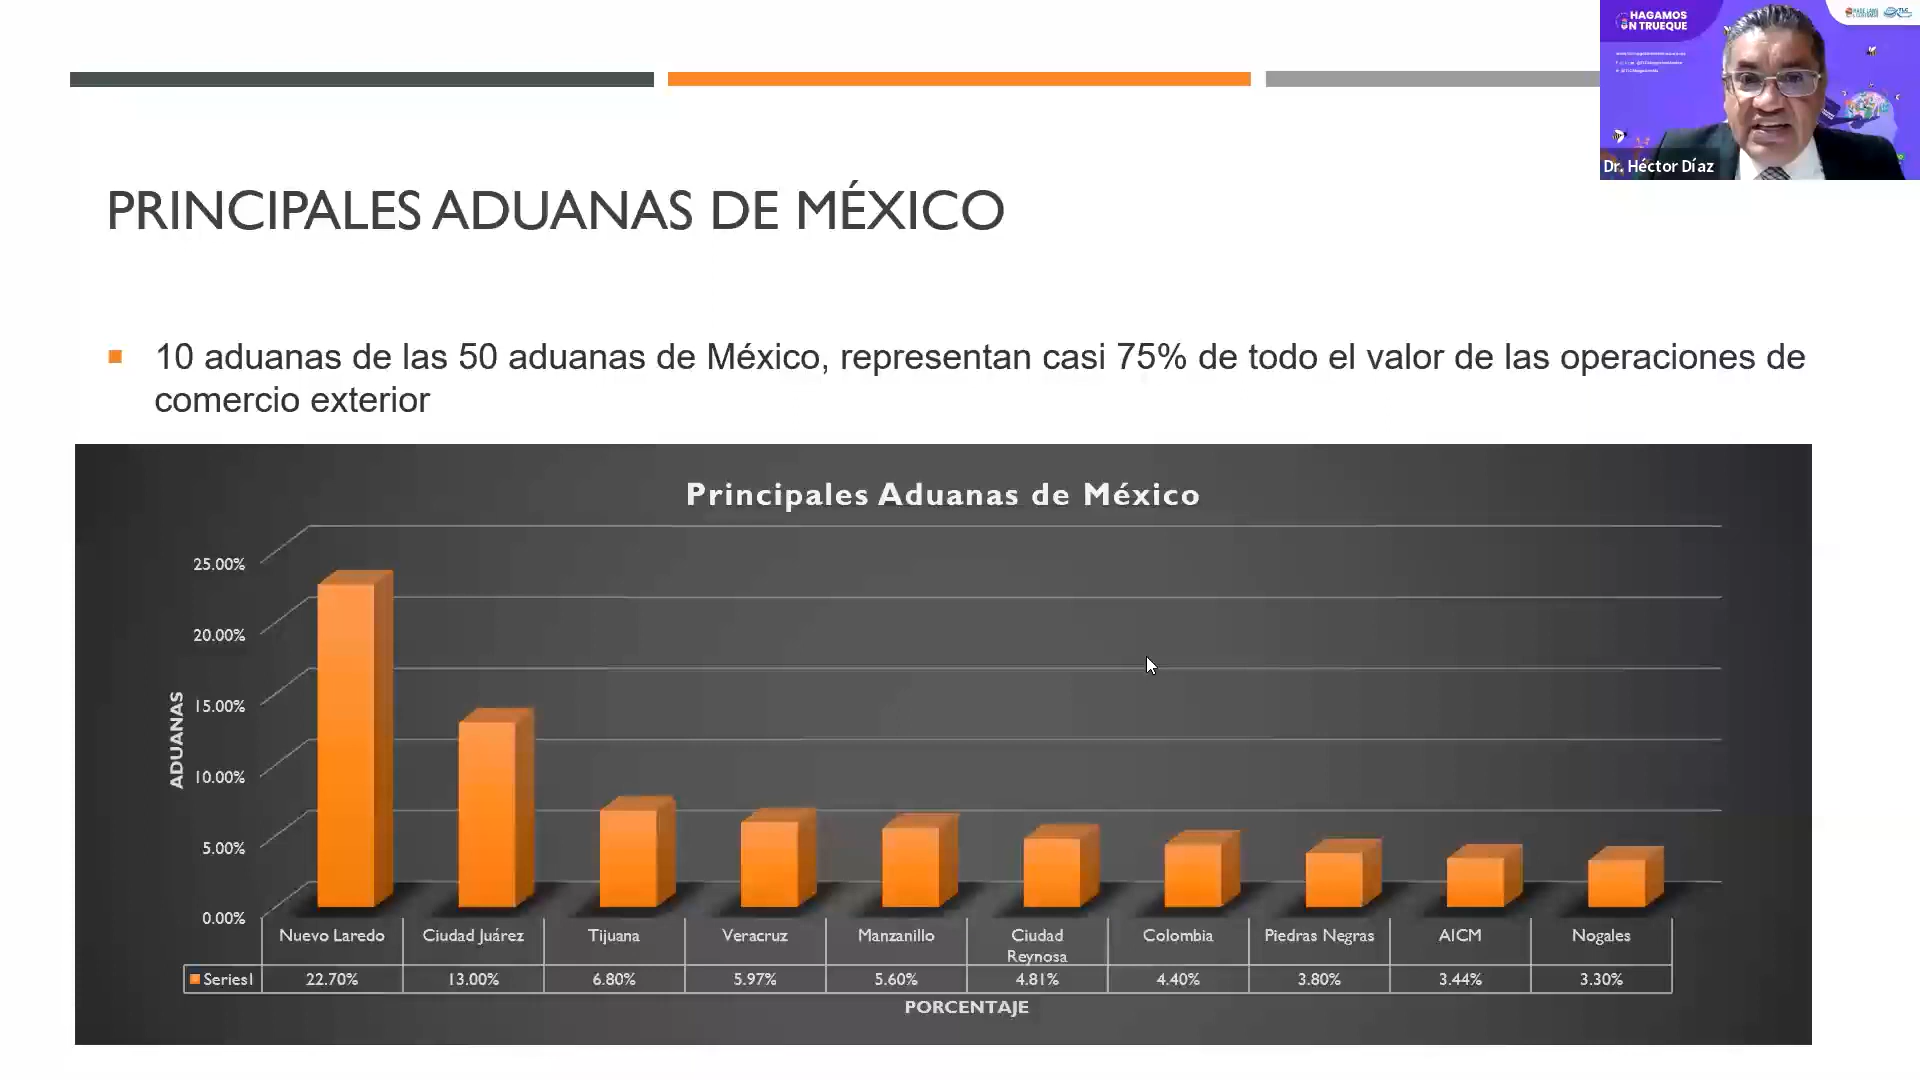 HAGAMOS
UN TRUEQUE
Dr. Héctor Díaz
PRINCIPALES ADUANAS DE MÉXICO
10 aduanas de las 50 aduanas de México, representan casi 75% de todo el valor de las operaciones de
comercio exterior
Principales Aduanas de México
25.00%
20.00%
15.00%
10.00%
5.00%
0.00%
ADUANAS
Nuevo Laredo Ciudad Juárez Tijuana Veracruz Manzanillo Ciudad Reynosa Colombia Piedras Negras AICM Nogales
Series1 22.70% 13.00% 6.80% 5.97% 5.60% 4.81% 4.40% 3.80% 3.44% 3.30%
PORCENTAJE